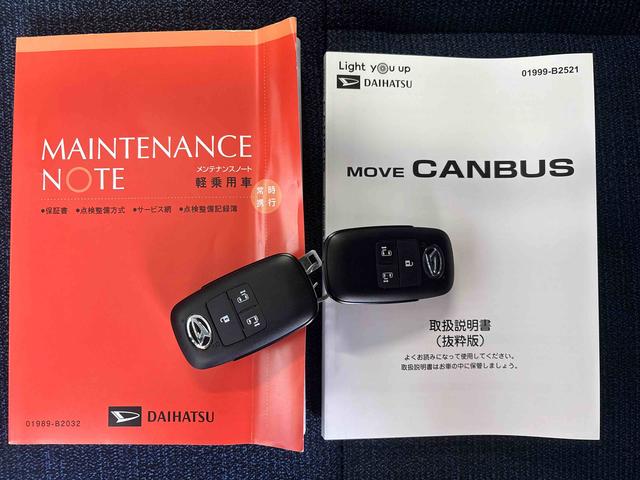 MAINTENANCE
NOTE
メンテナンスノート
軽乗用車
常時
携行
●保証書 ●点検整備方式 ●サービス網 ●点検整備記録簿
DAIHATSU
01989-B2032
Light you up
DAIHATSU
01999-B2521
MOVE CANBUS
取扱説明書
（抜粋版）
よくお読みになって使用してください。
取扱説明書はお車の中に保管しましょう。